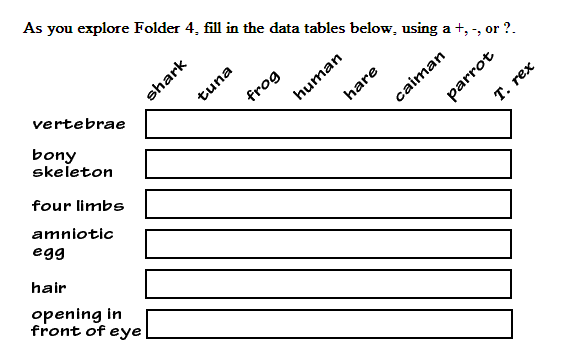 As you explore Folder 4, fill in the data tables below, using a +, -, or ?.
shark tuna frog human hare caiman parrot T. rex
vertebrae
bony
skeleton
four limbs
amniotic
egg
hair
opening in
front of eye